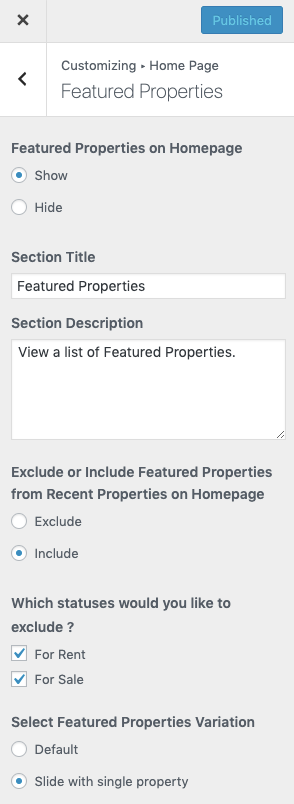 Published
Customizing ▸ Home Page
Featured Properties
Featured Properties on Homepage
Show
Hide
Section Title
Featured Properties
Section Description
View a list of Featured Properties.
Exclude or Include Featured Properties
from Recent Properties on Homepage
Exclude
Include
Which statuses would you like to
exclude ?
For Rent
For Sale
Select Featured Properties Variation
Default
Slide with single property